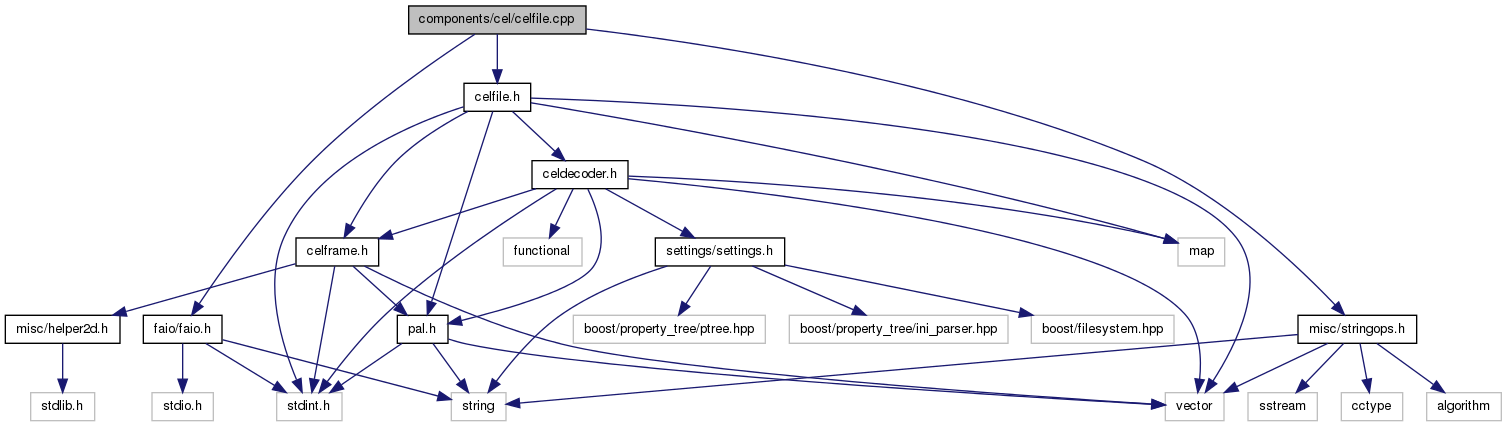 components/cel/celfile.cpp
celfile.h
celdecoder.h
celframe.h
functional
settings/settings.h
map
misc/helper2d.h
faio/faio.h
pal.h
boost/property_tree/ptree.hpp
boost/property_tree/ini_parser.hpp
boost/filesystem.hpp
misc/stringops.h
stdlib.h
stdio.h
stdint.h
string
vector
sstream
cctype
algorithm